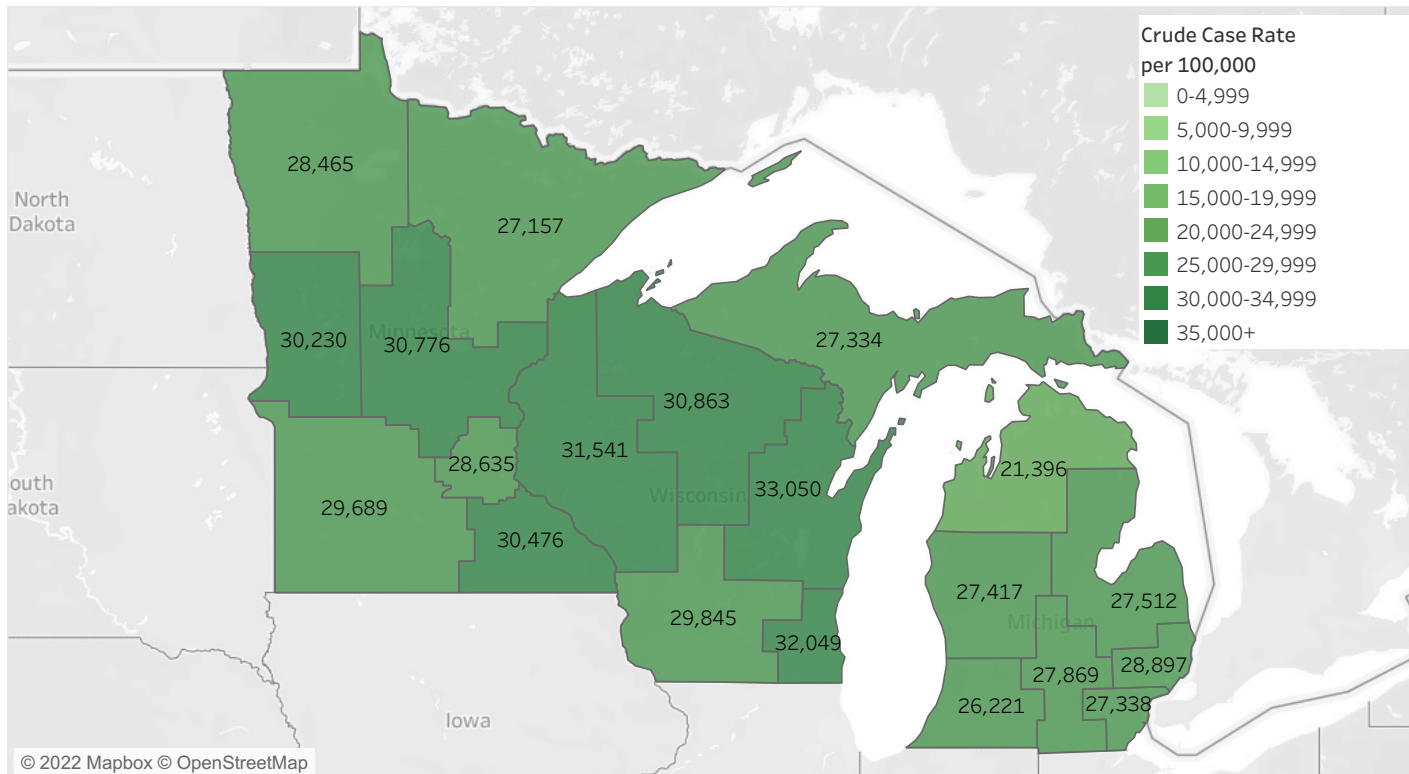 Crude Case Rate
per 100,000
0-4,999
5,000-9,999
10,000-14,999
15,000-19,999
20,000-24,999
25,000-29,999
30,000-34,999
35,000+
28,465
North
Dakota
27,157
30,230
Minnesota
30,776
27,334
30,863
31,541
28,635
21,396
outh
akota
Wisconsin
33,050
29,689
30,476
27,417
27,512
29,845
Michigan
32,049
28,897
27,869
26,221
27,338
Iowa
© 2022 Mapbox © OpenStreetMap